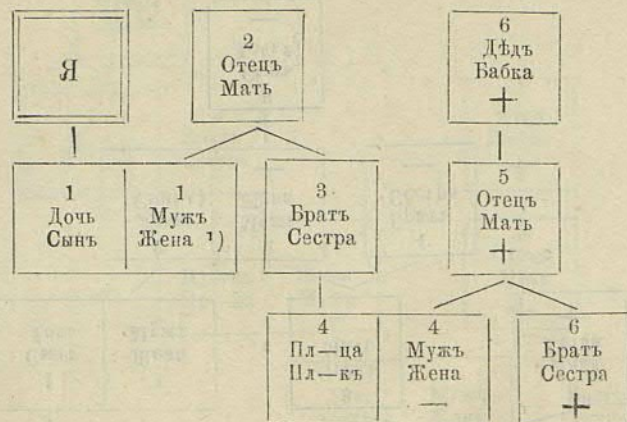 Я
2
Отецъ
Мать
6
Дѣдъ
Бабка
+
1
Дочь
Сынъ
1
Мужъ
Жена ¹)
3
Братъ
Сестра
5
Отецъ
Мать
+
4
Пл—ца
Пл—къ
4
Мужъ
Жена
—
6
Братъ
Сестра
+